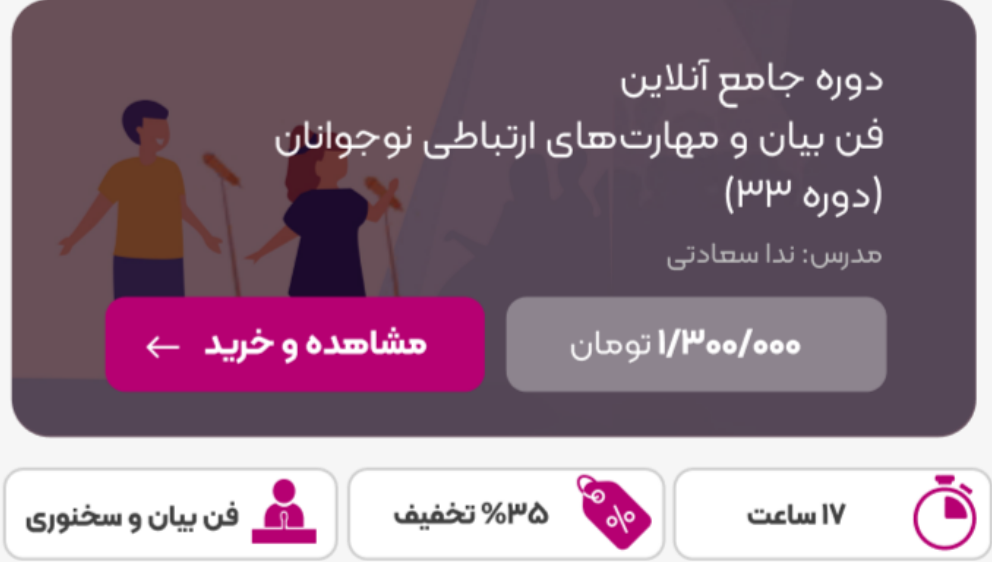 دوره جامع آنلاین
فن بیان و مهارت‌های ارتباطی نوجوانان
(دوره ۳۳)
مدرس: ندا سعادتی
۱/۳۰۰/۰۰۰ تومان
مشاهده و خرید ←
۱۷ ساعت
%۳۵ تخفیف
فن بیان و سخنوری